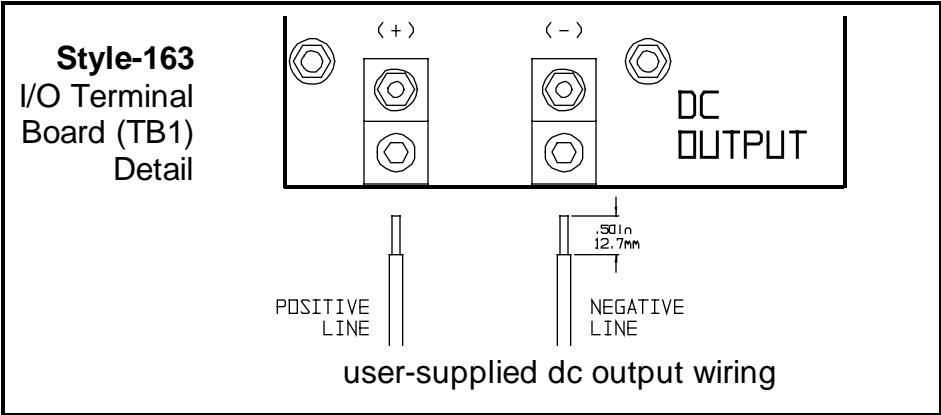 Style-163
I/O Terminal
Board (TB1)
Detail
(+)
(-)
DC
OUTPUT
.50In
12.7mm
POSITIVE
LINE
NEGATIVE
LINE
user-supplied dc output wiring